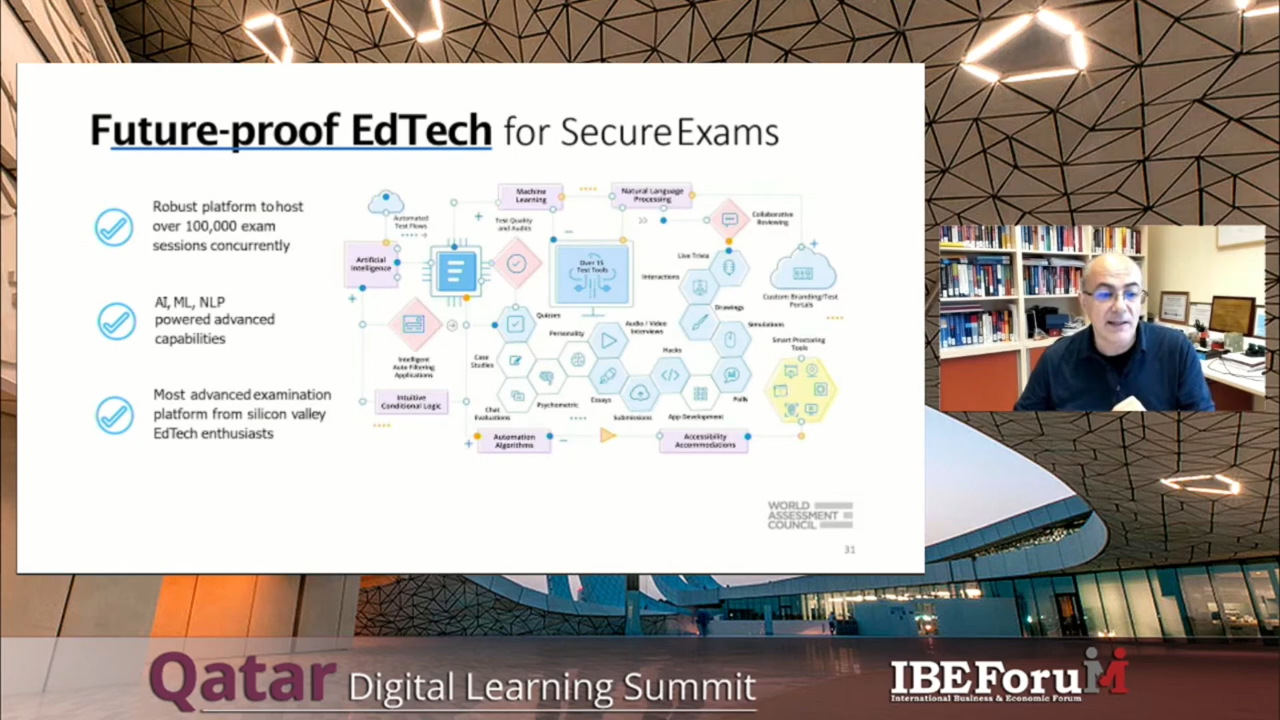 Future-proof EdTech for Secure Exams
Robust platform to host
over 100,000 exam
sessions concurrently
AI, ML, NLP
powered advanced
capabilities
Most advanced examination
platform from silicon valley
EdTech enthusiasts
Machine
Learning
Natural Language
Processing
Automated
Test Flows
Test Quality
and Audits
Collaborative
Reviewing
Artificial
Intelligence
Over 35
Test Tools
Live Trivia
Interactions
Custom Branding/Test
Portals
Drawings
Quizzes
Personality
Audio / Video
Interviews
Simulations
Hacks
Smart Proctoring
Tools
Case
Studies
Intelligent
Auto Filtering
Applications
Intuitive
Conditional Logic
Chat
Evaluations
Psychometric
Essays
Submissions
App Development
Polls
Automation
Algorithms
Accessibility
Accommodations
WORLD
ASSESSMENT
COUNCIL
31
Qatar Digital Learning Summit
IBEForuM
International Business & Economic Forum